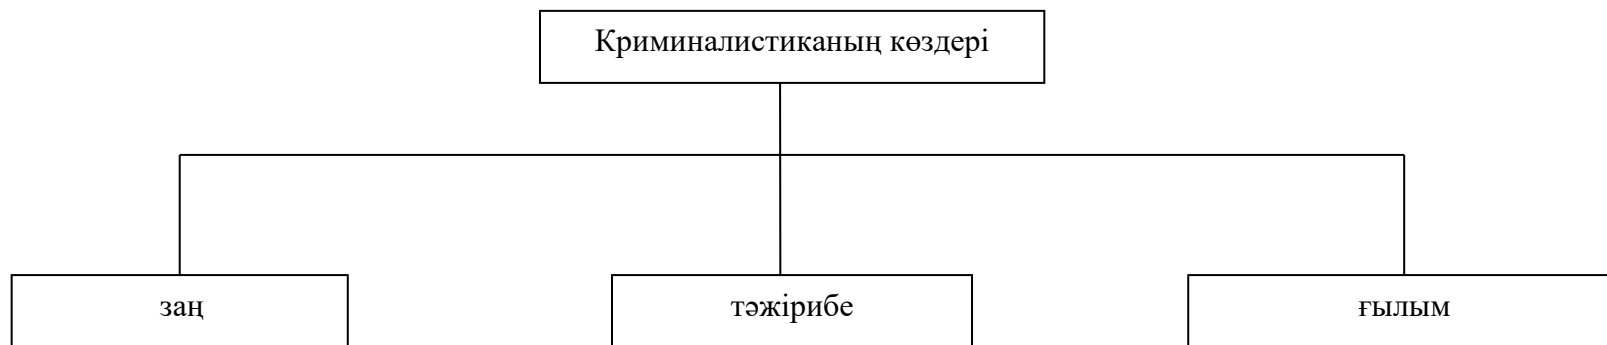 Криминалистиканың көздері
заң
тәжірибе
ғылым